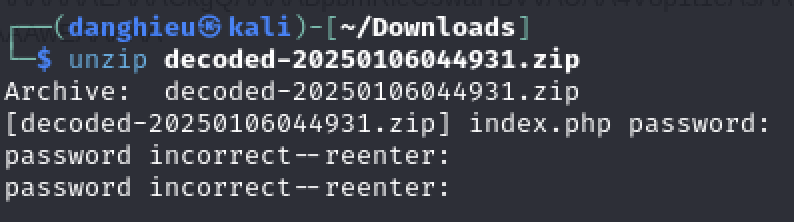 ┌──(danghieu㉿kali)-[~/Downloads]
└─$ unzip decoded-20250106044931.zip
Archive:  decoded-20250106044931.zip
[decoded-20250106044931.zip] index.php password:
password incorrect--reenter:
password incorrect--reenter: